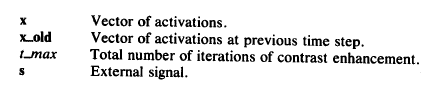 x Vector of activations.
x_old Vector of activations at previous time step.
t_max Total number of iterations of contrast enhancement.
s External signal.